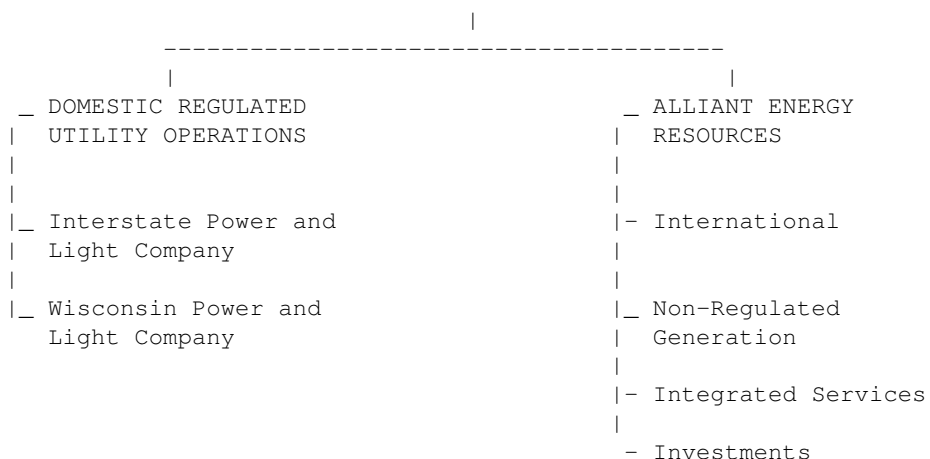 DOMESTIC REGULATED
UTILITY OPERATIONS
Interstate Power and
Light Company
Wisconsin Power and
Light Company
ALLIANT ENERGY
RESOURCES
International
Non-Regulated
Generation
Integrated Services
Investments